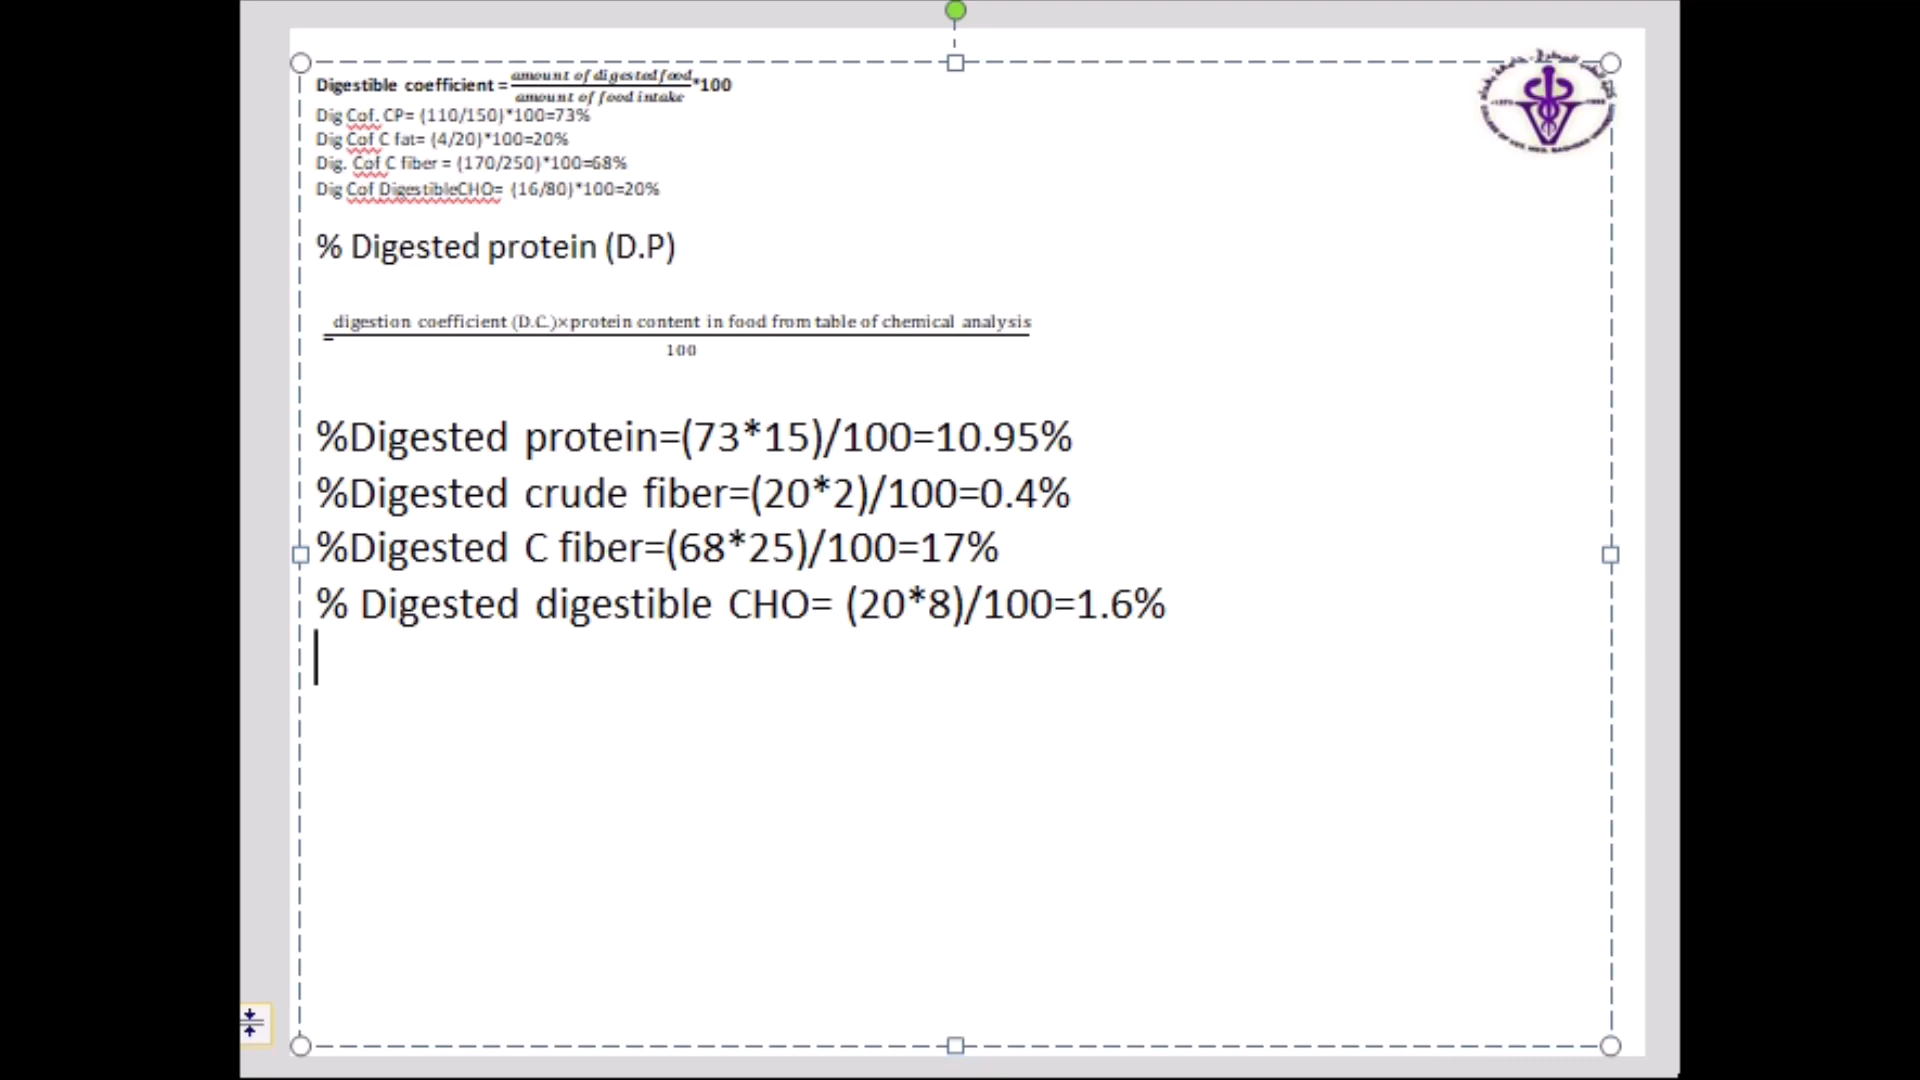 Digestible coefficient = amount of digested food / amount of food intake *100
Dig Cof. CP= (110/150)*100=73%
Dig Cof C fat= (4/20)*100=20%
Dig. Cof C fiber = (170/250)*100=68%
Dig Cof DigestibleCHO= (16/80)*100=20%
% Digested protein (D.P)
digestion coefficient (D.C.)×protein content in food from table of chemical analysis
=
100
%Digested protein=(73*15)/100=10.95%
%Digested crude fiber=(20*2)/100=0.4%
%Digested C fiber=(68*25)/100=17%
% Digested digestible CHO= (20*8)/100=1.6%